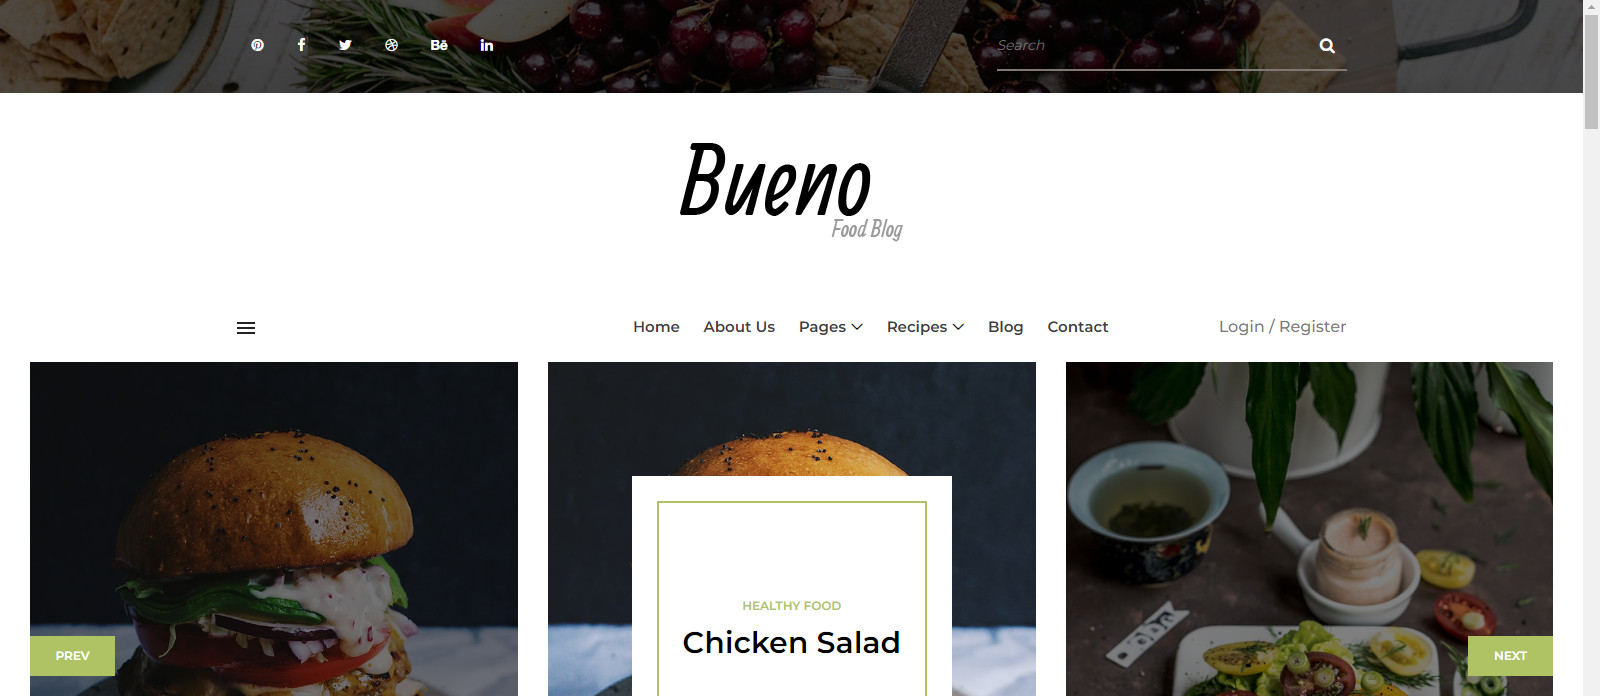 Bē
Search
Bueno
Food Blog
Home About Us Pages Recipes Blog Contact Login / Register
HEALTHY FOOD
Chicken Salad
PREV
NEXT